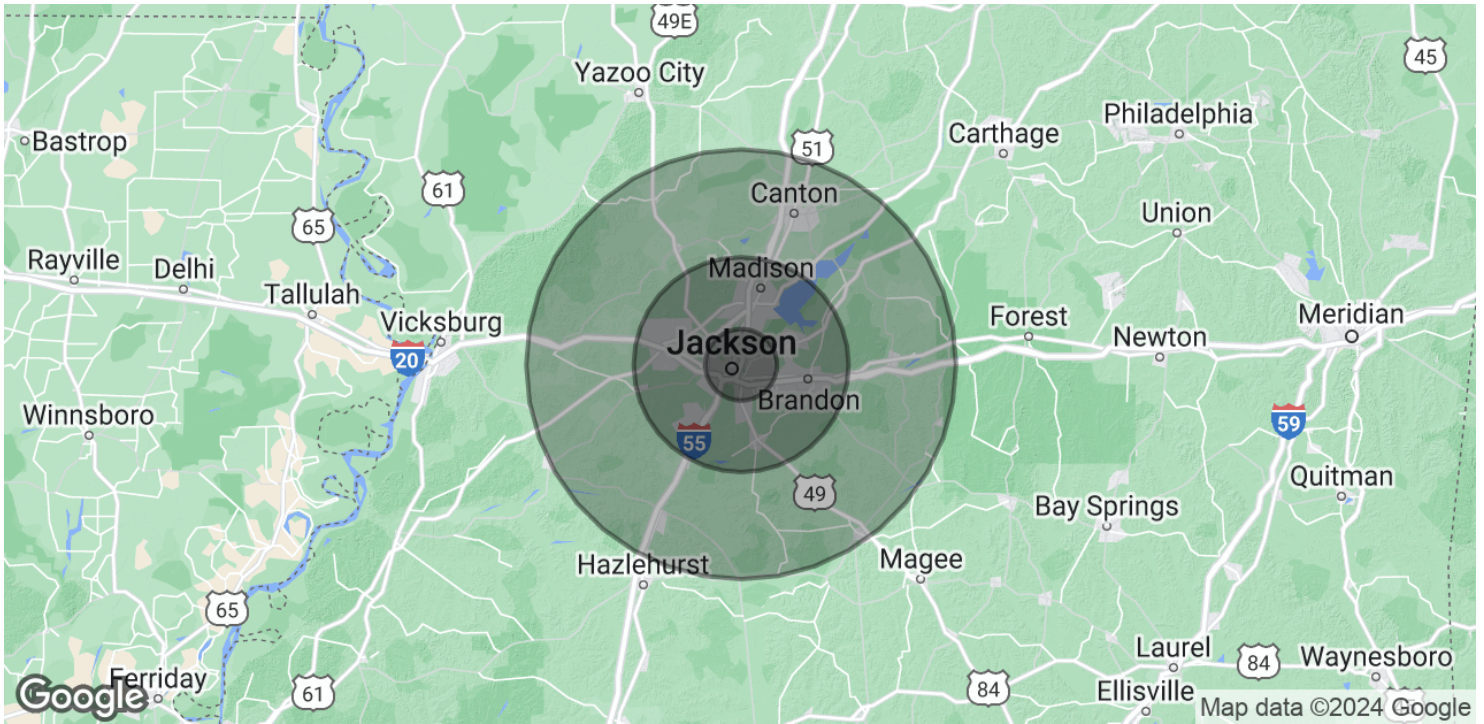 49E
45
Yazoo City
Philadelphia
Carthage
Bastrop
51
61
Canton
65
Union
Rayville
Delhi
Madison
Tallulah
Vicksburg
Forest
Meridian
Newton
Jackson
20
Brandon
Winnsboro
59
55
Quitman
49
Bay Springs
Hazlehurst
Magee
65
Laurel
84
Waynesboro
Ferriday
61
84
Ellisville
Google
Map data ©2024 Google